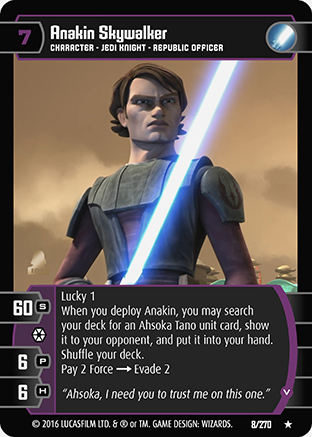 7
Anakin Skywalker
CHARACTER - JEDI KNIGHT - REPUBLIC OFFICER
60 S
6 P
6 H
Lucky 1
When you deploy Anakin, you may search
your deck for an Ahsoka Tano unit card, show
it to your opponent, and put it into your hand.
Shuffle your deck.
Pay 2 Force → Evade 2
“Ahsoka, I need you to trust me on this one.”
V
© 2016 LUCASFILM LTD. & ® or TM. GAME DESIGN: WIZARDS. 8/270 ★